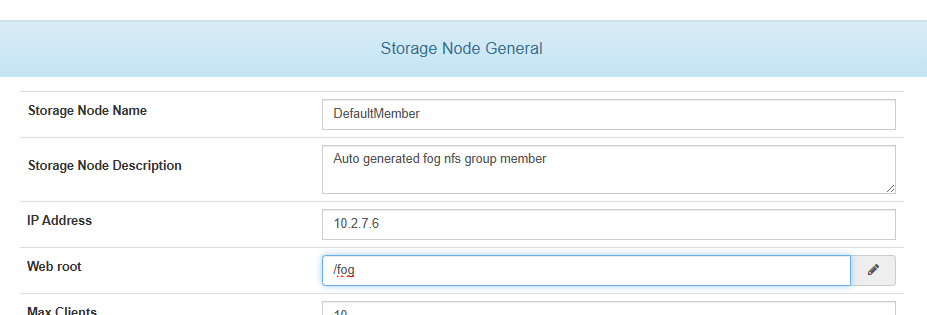 Storage Node General
Storage Node Name
DefaultMember
Storage Node Description
Auto generated fog nfs group member
IP Address
10.2.7.6
Web root
/fog
Max Clients
10